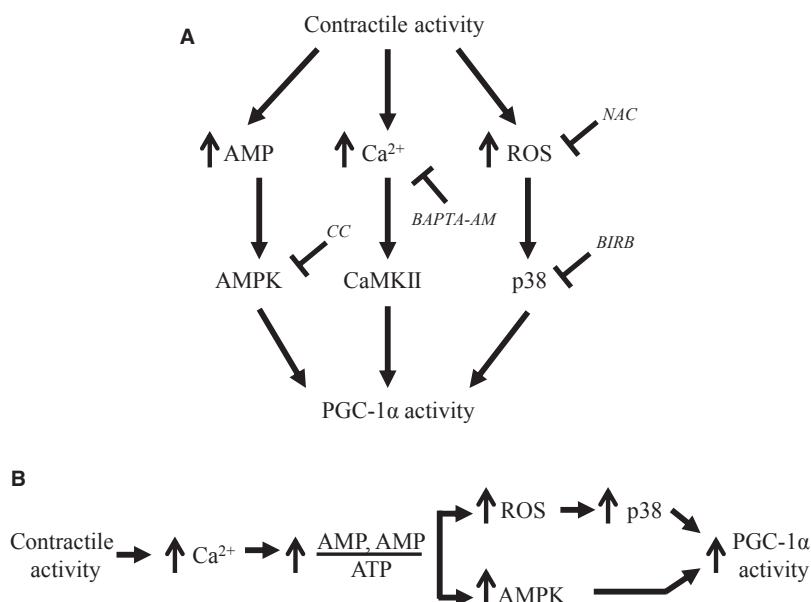 A
Contractile activity
NAC
AMP
Ca²⁺
ROS
BAPTA-AM
CC
BIRB
AMPK
CaMKII
p38
PGC-1α activity
B
ROS
p38
Contractile
activity
Ca²⁺
AMP, AMP
ATP
PGC-1α
activity
AMPK